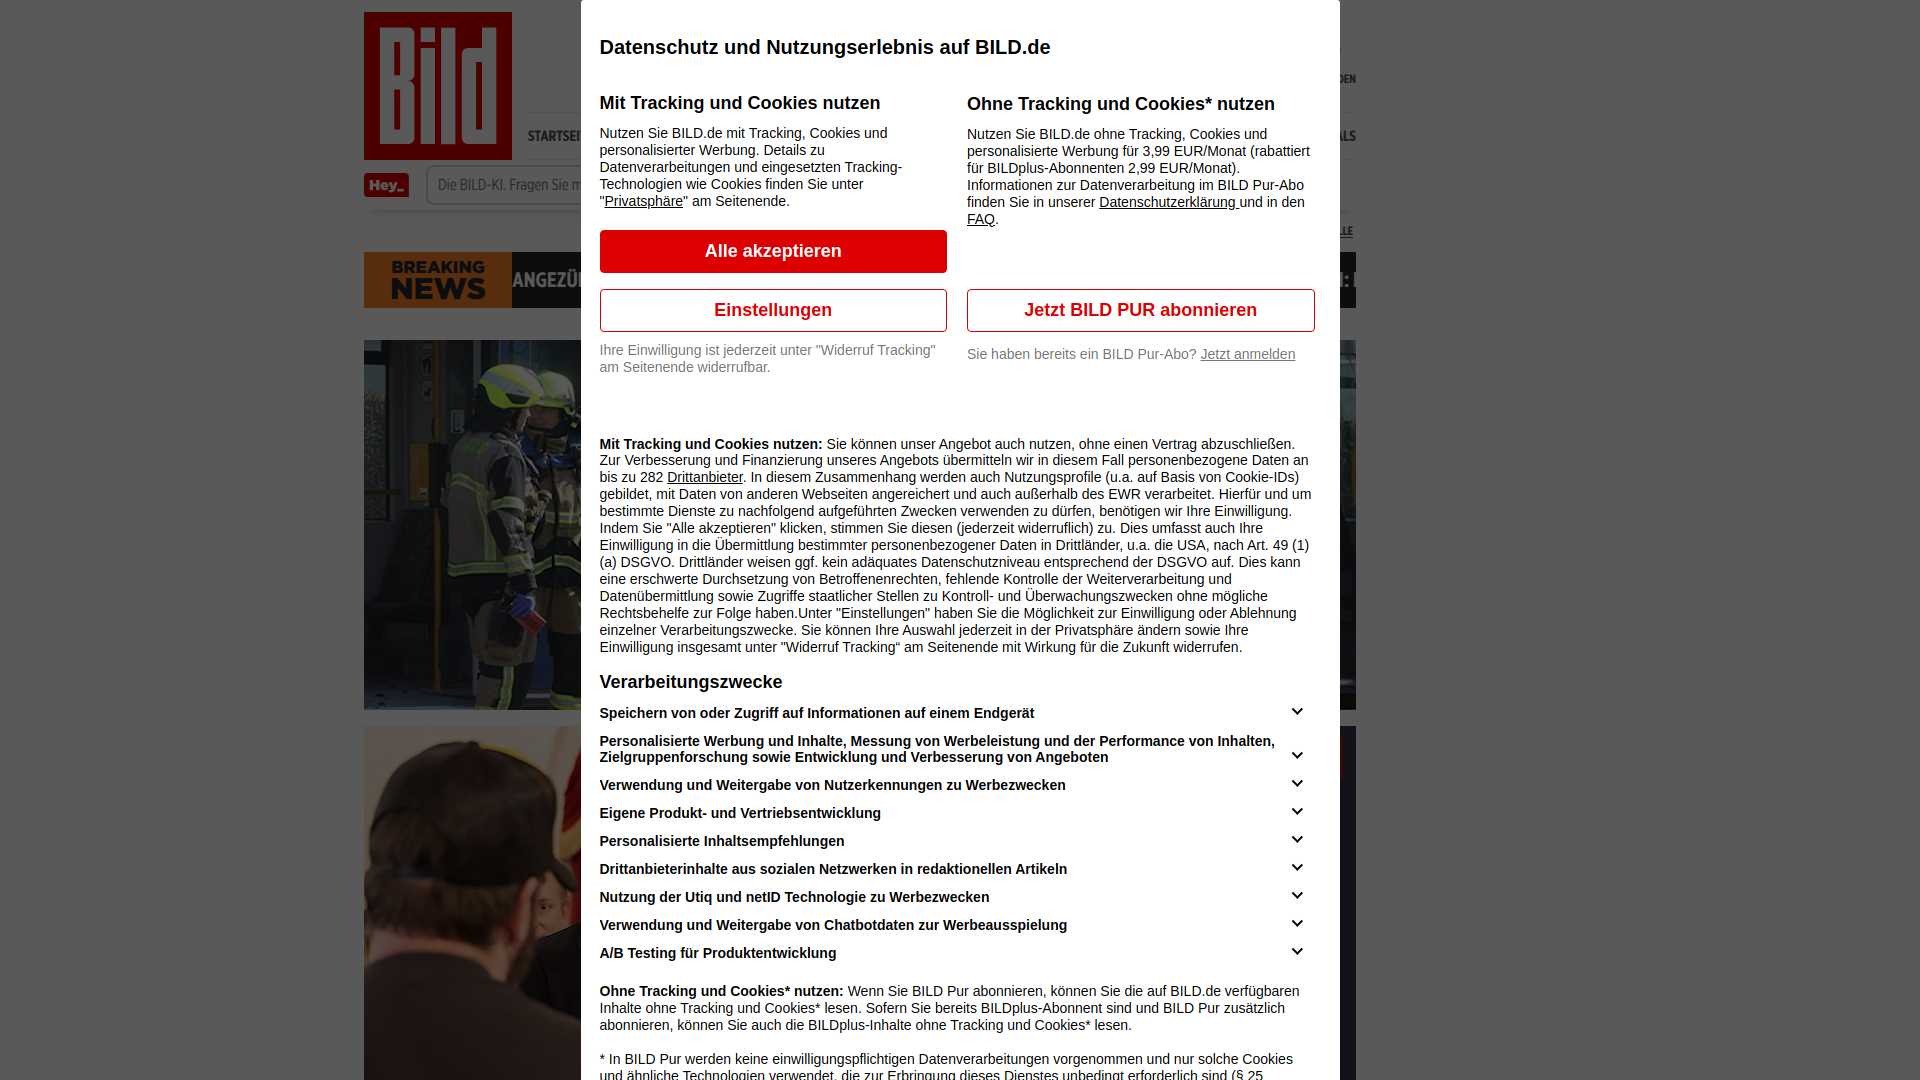 Bild
STARTSEI
DEN
ALS
Hey_
Die BILD-KI. Fragen Sie m
LLE
BREAKING
NEWS
ANGEZÜ
Datenschutz und Nutzungserlebnis auf BILD.de
Mit Tracking und Cookies nutzen
Nutzen Sie BILD.de mit Tracking, Cookies und
personalisierter Werbung. Details zu
Datenverarbeitungen und eingesetzten Tracking-
Technologien wie Cookies finden Sie unter
"Privatsphäre" am Seitenende.
Alle akzeptieren
Einstellungen
Ihre Einwilligung ist jederzeit unter "Widerruf Tracking"
am Seitenende widerrufbar.
Ohne Tracking und Cookies* nutzen
Nutzen Sie BILD.de ohne Tracking, Cookies und
personalisierte Werbung für 3,99 EUR/Monat (rabattiert
für BILDplus-Abonnenten 2,99 EUR/Monat).
Informationen zur Datenverarbeitung im BILD Pur-Abo
finden Sie in unserer Datenschutzerklärung und in den
FAQ.
Jetzt BILD PUR abonnieren
Sie haben bereits ein BILD Pur-Abo? Jetzt anmelden
Mit Tracking und Cookies nutzen: Sie können unser Angebot auch nutzen, ohne einen Vertrag abzuschließen.
Zur Verbesserung und Finanzierung unseres Angebots übermitteln wir in diesem Fall personenbezogene Daten an
bis zu 282 Drittanbieter. In diesem Zusammenhang werden auch Nutzungsprofile (u.a. auf Basis von Cookie-IDs)
gebildet, mit Daten von anderen Webseiten angereichert und auch außerhalb des EWR verarbeitet. Hierfür und um
bestimmte Dienste zu nachfolgend aufgeführten Zwecken verwenden zu dürfen, benötigen wir Ihre Einwilligung.
Indem Sie "Alle akzeptieren" klicken, stimmen Sie diesen (jederzeit widerruflich) zu. Dies umfasst auch Ihre
Einwilligung in die Übermittlung bestimmter personenbezogener Daten in Drittländer, u.a. die USA, nach Art. 49 (1)
(a) DSGVO. Drittländer weisen ggf. kein adäquates Datenschutzniveau entsprechend der DSGVO auf. Dies kann
eine erschwerte Durchsetzung von Betroffenenrechten, fehlende Kontrolle der Weiterverarbeitung und
Datenübermittlung sowie Zugriffe staatlicher Stellen zu Kontroll- und Überwachungszwecken ohne mögliche
Rechtsbehelfe zur Folge haben.Unter "Einstellungen" haben Sie die Möglichkeit zur Einwilligung oder Ablehnung
einzelner Verarbeitungszwecke. Sie können Ihre Auswahl jederzeit in der Privatsphäre ändern sowie Ihre
Einwilligung insgesamt unter "Widerruf Tracking“ am Seitenende mit Wirkung für die Zukunft widerrufen.
Verarbeitungszwecke
Speichern von oder Zugriff auf Informationen auf einem Endgerät
Personalisierte Werbung und Inhalte, Messung von Werbeleistung und der Performance von Inhalten,
Zielgruppenforschung sowie Entwicklung und Verbesserung von Angeboten
Verwendung und Weitergabe von Nutzerkennungen zu Werbezwecken
Eigene Produkt- und Vertriebsentwicklung
Personalisierte Inhaltsempfehlungen
Drittanbieterinhalte aus sozialen Netzwerken in redaktionellen Artikeln
Nutzung der Utiq und netID Technologie zu Werbezwecken
Verwendung und Weitergabe von Chatbotdaten zur Werbeausspielung
A/B Testing für Produktentwicklung
Ohne Tracking und Cookies* nutzen: Wenn Sie BILD Pur abonnieren, können Sie die auf BILD.de verfügbaren
Inhalte ohne Tracking und Cookies* lesen. Sofern Sie bereits BILDplus-Abonnent sind und BILD Pur zusätzlich
abonnieren, können Sie auch die BILDplus-Inhalte ohne Tracking und Cookies* lesen.
* In BILD Pur werden keine einwilligungspflichtigen Datenverarbeitungen vorgenommen und nur solche Cookies
und ähnliche Technologien verwendet, die zur Erbringung dieses Dienstes unbedingt erforderlich sind (§ 25